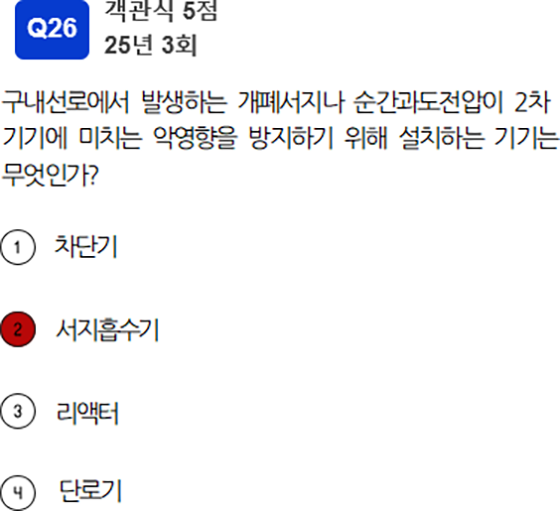 Q26
객관식 5점
25년 3회
구내선로에서 발생하는 개폐서지나 순간과도전압이 2차
기기에 미치는 악영향을 방지하기 위해 설치하는 기기는
무엇인가?
1 차단기
2 서지흡수기
3 리액터
4 단로기